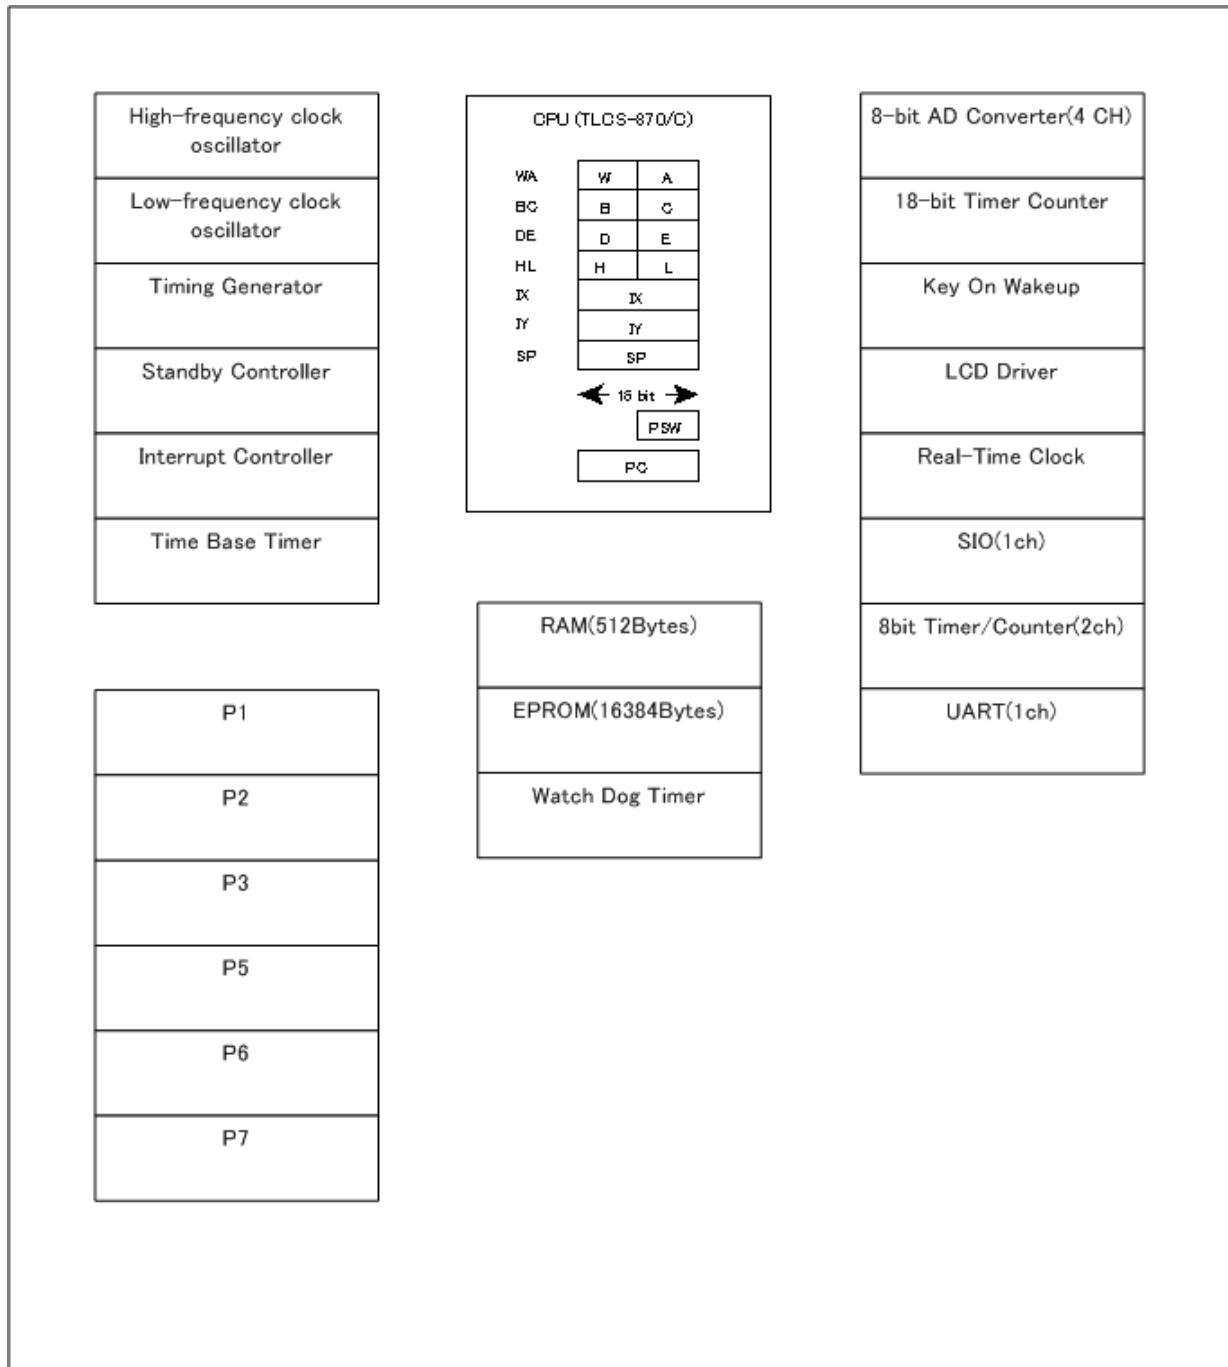 High-frequency clock
oscillator
Low-frequency clock
oscillator
Timing Generator
Standby Controller
Interrupt Controller
Time Base Timer
P1
P2
P3
P5
P6
P7
CPU (TLCS-870/C)
WA W A
BC B C
DE D E
HL H L
IX IX
IY IY
SP SP
16 bit
PSW
PC
RAM(512Bytes)
EPROM(16384Bytes)
Watch Dog Timer
8-bit AD Converter(4 CH)
18-bit Timer Counter
Key On Wakeup
LCD Driver
Real-Time Clock
SIO(1ch)
8bit Timer/Counter(2ch)
UART(1ch)